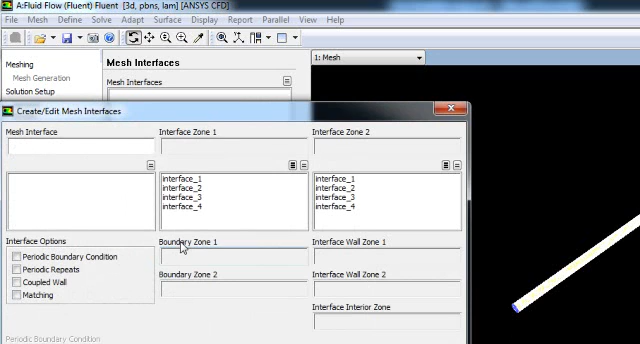 A:Fluid Flow (Fluent) Fluent [3d, pbns, lam] [ANSYS CFD]
File Mesh Define Solve Adapt Surface Display Report Parallel View Help
Meshing
Mesh Generation
Solution Setup
Mesh Interfaces
Mesh Interfaces
1: Mesh
Create/Edit Mesh Interfaces
Mesh Interface
Interface Zone 1
Interface Zone 2
interface_1
interface_2
interface_3
interface_4
interface_1
interface_2
interface_3
interface_4
Interface Options
Periodic Boundary Condition
Periodic Repeats
Coupled Wall
Matching
Boundary Zone 1
Boundary Zone 2
Interface Wall Zone 1
Interface Wall Zone 2
Interface Interior Zone
Periodic Boundary Condition